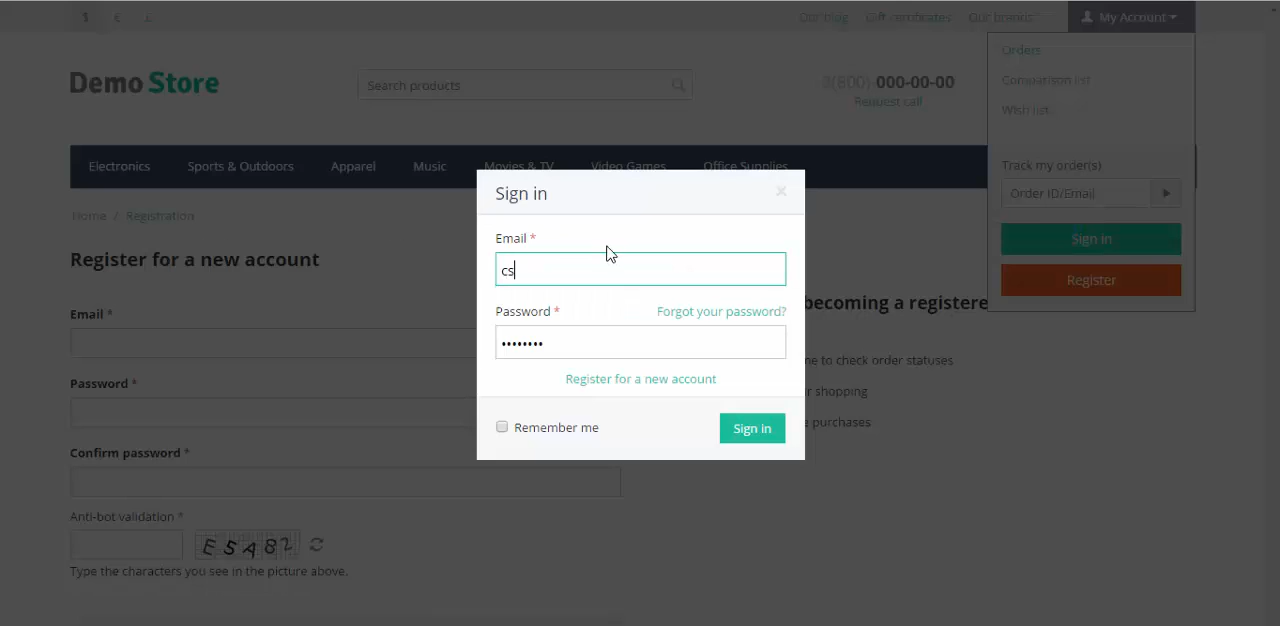 $ € £ Our blog Gift certificates Our brands My Account
Orders
Comparison list
Wish list
Demo Store
Search products
8(800) 000-00-00
Request call
Electronics Sports & Outdoors Apparel Music Movies & TV Video Games Office Supplies
Track my order(s)
Order ID/Email
Sign in
Register
Home / Registration
Register for a new account
Email *
Password *
Confirm password *
Anti-bot validation *
E5A82
Type the characters you see in the picture above.
Sign in ×
Email *
cs
Password * Forgot your password?
••••••••
Register for a new account
Remember me Sign in
becoming a registere
to check order statuses
shopping
purchases